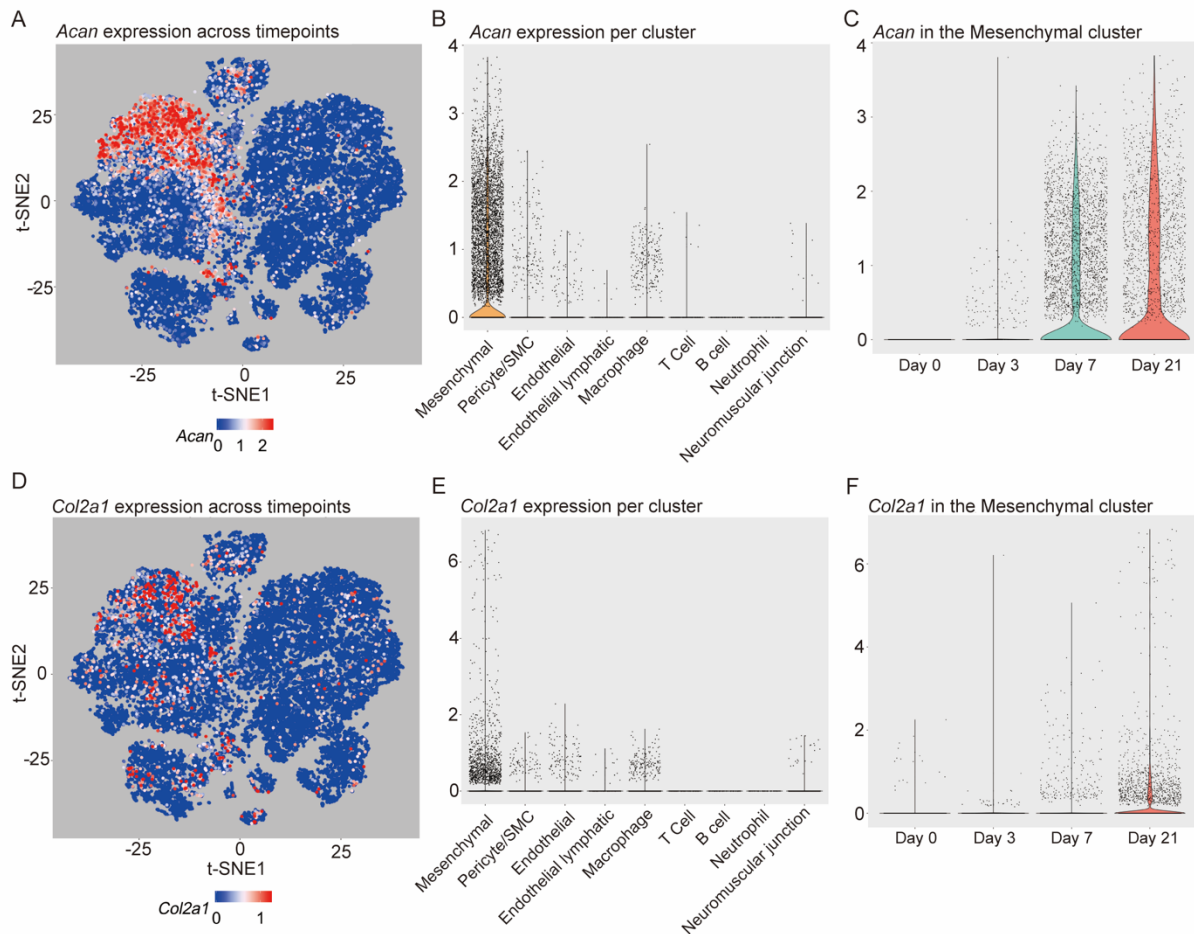 A
Acan expression across timepoints
25
0
-25
t-SNE2
-25
0
25
t-SNE1
Acan
0 1 2
B
Acan expression per cluster
4
3
2
1
0
Mesenchymal
Pericyte/SMC
Endothelial
Endothelial lymphatic
Macrophage
T Cell
B cell
Neutrophil
Neuromuscular junction
C
Acan in the Mesenchymal cluster
4
3
2
1
0
Day 0
Day 3
Day 7
Day 21
D
Col2a1 expression across timepoints
25
0
-25
t-SNE2
-25
0
25
t-SNE1
Col2a1
0 1
E
Col2a1 expression per cluster
6
4
2
0
Mesenchymal
Pericyte/SMC
Endothelial
Endothelial lymphatic
Macrophage
T Cell
B cell
Neutrophil
Neuromuscular junction
F
Col2a1 in the Mesenchymal cluster
6
4
2
0
Day 0
Day 3
Day 7
Day 21